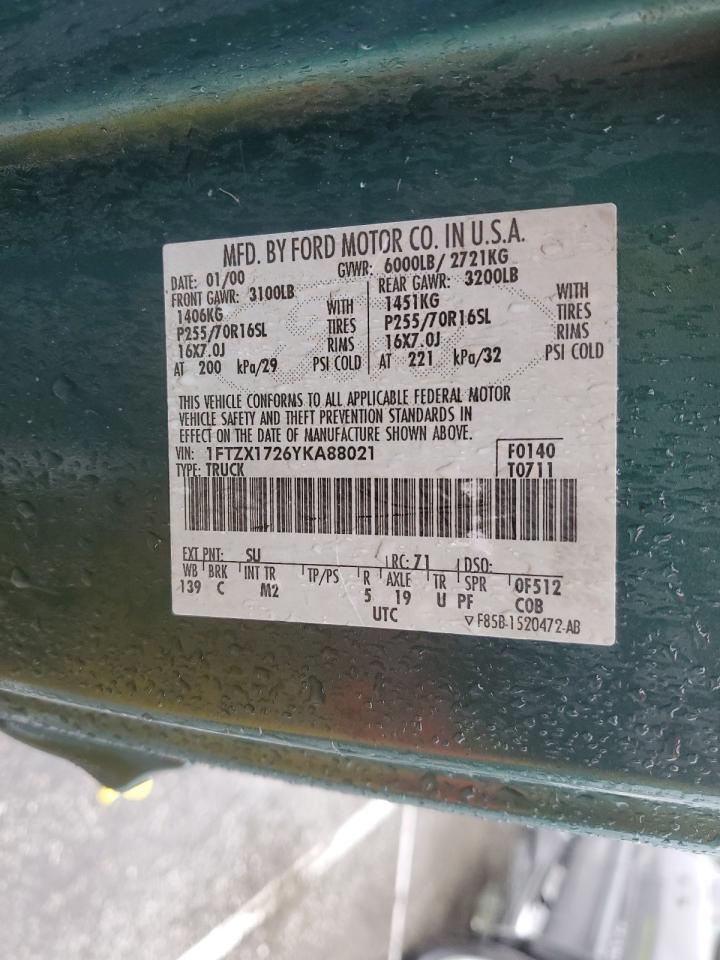 MFD. BY FORD MOTOR CO. IN U.S.A.
DATE: 01/00 GVWR: 6000LB/ 2721KG
FRONT GAWR: 3100LB REAR GAWR: 3200LB
1406KG WITH 1451KG WITH
P255/70R16SL TIRES P255/70R16SL TIRES
16X7.0J RIMS 16X7.0J RIMS
AT 200 kPa/29 PSI COLD AT 221 kPa/32 PSI COLD
THIS VEHICLE CONFORMS TO ALL APPLICABLE FEDERAL MOTOR
VEHICLE SAFETY AND THEFT PREVENTION STANDARDS IN
EFFECT ON THE DATE OF MANUFACTURE SHOWN ABOVE.
VIN: 1FTZX1726YKA88021 F0140
TYPE: TRUCK T0711
EXT PNT: SU RC: 71 DSO:
WB BRK INT TR TP/PS R AXLE TR SPR 0F512
139 C M2 5 19 U PF COB
UTC ▽ F85B-1520472-AB